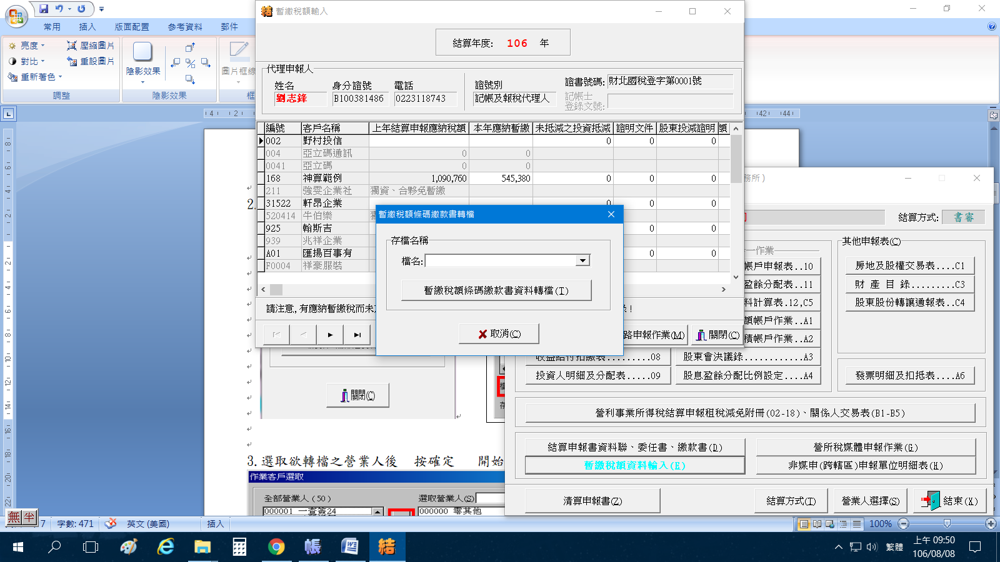 常用 插入 版面配置 參考資料 郵件
亮度 壓縮圖片
對比 重設圖片
重新著色
調整
陰影效果
陰影效果
圖片框線
框
暫繳稅額輸入
結算年度: 106 年
代理申報人
姓名 身分證號 電話 證號別 證書號碼: 財北國稅登字第0001號
劉志鋒 B100381486 0223118743 記帳及報稅代理人 記帳士
登錄文號:
編號 客戶名稱 上年結算申報應納稅額 本年應納暫繳 未抵減之投資抵減 證明文件 股東投減證明
002 野村投信 0 0 0
004 亞立碼通訊 0 0
0041 亞立碼 0 0
168 神算範例 1,090,760 545,380 0 0 0
211 強雯企業社 獨資、合夥免暫繳
31522 軒昂企業 0 0 0
520414 牛伯樂
925 翰斯吉 0 0
939 兆祥企業
A01 匯揚百事有 0 0
F0004 祥豪服裝
請注意,有應納暫繳稅而未
路申報作業(M) 關閉(C)
暫繳稅額條碼繳款書轉檔
存檔名稱
檔名:
暫繳稅額條碼繳款書資料轉檔(T)
取消(C)
務所)
結算方式: 書審
一作業
帳戶申報表..10
盈餘分配表..11
料計算表.12,C5
額帳戶作業..A1
積帳戶作業..A2
收益給付扣繳表.........08 股東會決議錄...........A3
投資人明細及分配表.....09 股息盈餘分配比例設定....A4
其他申報表(C)
房地及股權交易表....C1
財 產 目 錄.........C3
股東股份轉讓通報表..C4
發票明細及扣抵表....A6
營利事業所得稅結算申報租稅減免附冊(02-18)、關係人交易表(B1-B5)
結算申報書資料聯、委任書、繳款書(D) 營所稅媒體申報作業(G)
暫繳稅額資料輸入(E) 非媒申(跨轄區)申報單位明細表(H)
清算申報書(Z) 結算方式(T) 營業人選擇(S) 結束(X)
2.
關閉(C)
3.選取欲轉檔之營業人後 按確定 開始
作業客戶選取
全部營業人(50) 選取營業人(S)
000001 一查簽24 000000 零其他
無 半
7 字數: 471 英文 (美國) 插入 100%
繁體 上午 09:50
106/08/08
帳 結